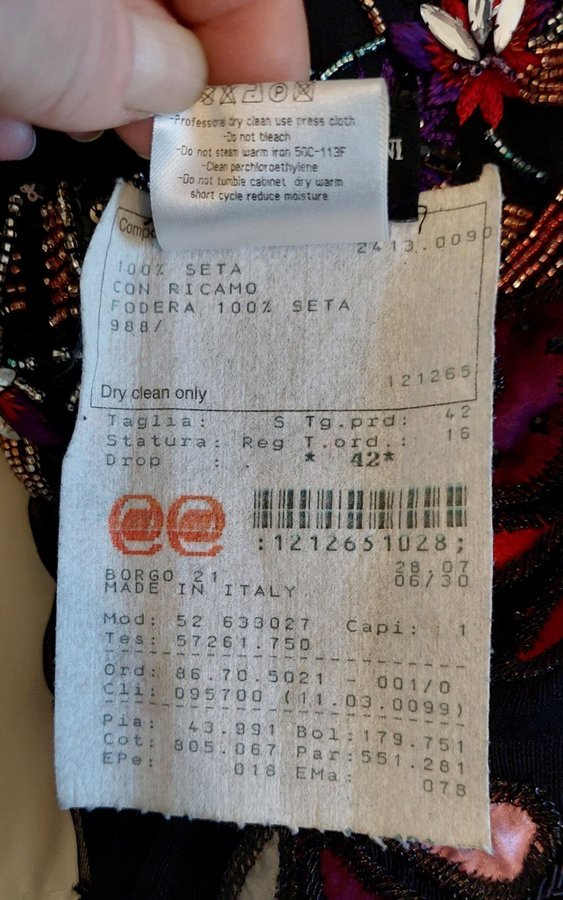 -Professional dry clean use press cloth
-Do not bleach
-Do not steam warm iron 50C-113F
-Clean perchloroethylene
-Do not tumble cabinet dry warm
short cycle reduce moisture
2413.0090
100% SETA
CON RICAMO
FODERA 100% SETA
988/
121265
Dry clean only
Taglia: S Tg.prd: 42
Statura: Reg T.ord.: 16
Drop : . * 42*
:1212651028;
28.07
BORGO 21 06/30
MADE IN ITALY
Mod: 52 633027 Capi: 1
Tes: 57261.750
Ord: 86.70.5021 - 001/0
Cli: 095700 (11.03.0099)
Pia: 43.991 Bol:179.751
Cot: 805.067 Par:551.281
EPe: 018 EMa: 078